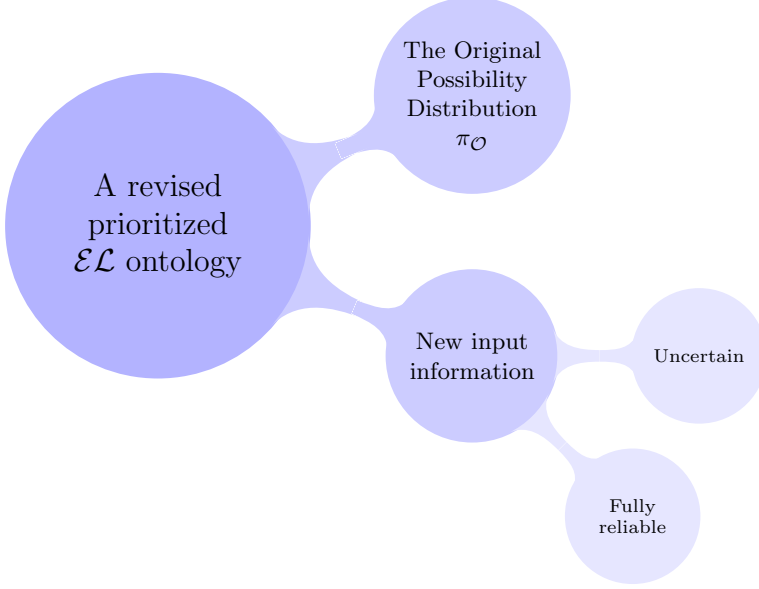 The Original
Possibility
Distribution
π𝒪
A revised
prioritized
ℰℒ ontology
New input
information
Uncertain
Fully
reliable